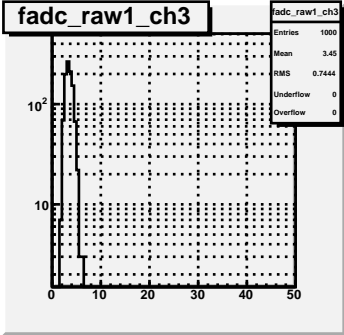 fadc_raw1_ch3
fadc_raw1_ch3
Entries 1000
Mean 3.45
RMS 0.7444
Underflow 0
Overflow 0
10²
10
0 10 20 30 40 50